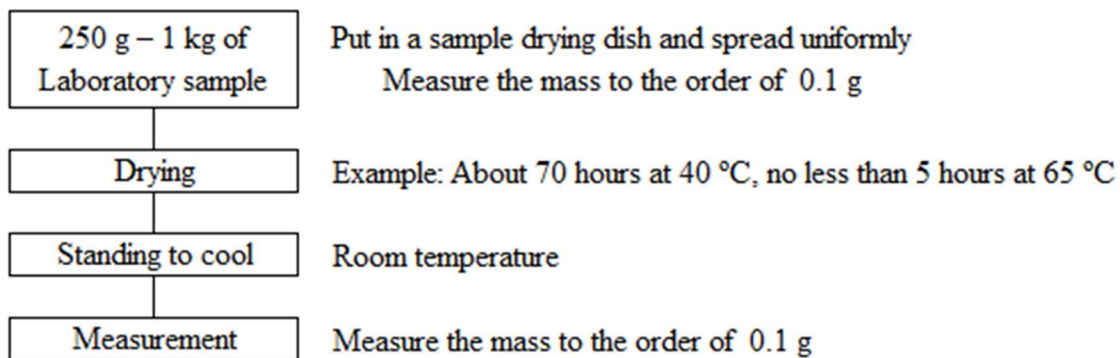 250 g – 1 kg of
Laboratory sample
Put in a sample drying dish and spread uniformly
Measure the mass to the order of 0.1 g
Drying
Example: About 70 hours at 40 ºC, no less than 5 hours at 65 ºC
Standing to cool
Room temperature
Measurement
Measure the mass to the order of 0.1 g